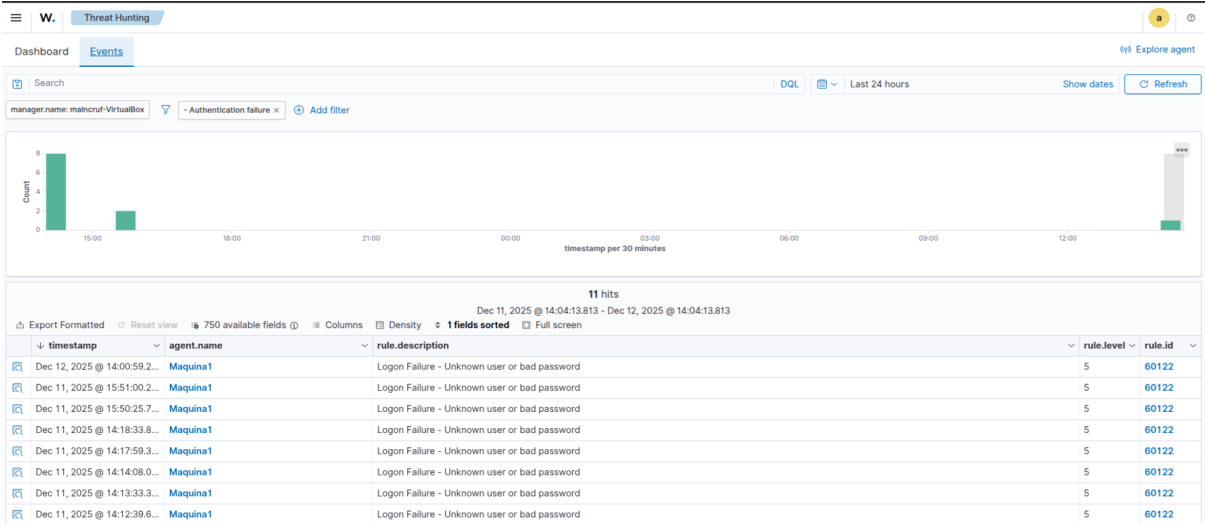 W. Threat Hunting a
Dashboard Events Explore agent
Search DQL Last 24 hours Show dates Refresh
manager.name: maincruf-VirtualBox - Authentication failure × Add filter
Count
8
6
4
2
0
15:00 18:00 21:00 00:00 03:00 06:00 09:00 12:00
timestamp per 30 minutes
11 hits
Dec 11, 2025 @ 14:04:13.813 - Dec 12, 2025 @ 14:04:13.813
Export Formatted Reset view 750 available fields Columns Density 1 fields sorted Full screen
timestamp agent.name rule.description rule.level rule.id
Dec 12, 2025 @ 14:00:59.2... Maquina1 Logon Failure - Unknown user or bad password 5 60122
Dec 11, 2025 @ 15:51:00.2... Maquina1 Logon Failure - Unknown user or bad password 5 60122
Dec 11, 2025 @ 15:50:25.7... Maquina1 Logon Failure - Unknown user or bad password 5 60122
Dec 11, 2025 @ 14:18:33.8... Maquina1 Logon Failure - Unknown user or bad password 5 60122
Dec 11, 2025 @ 14:17:59.3... Maquina1 Logon Failure - Unknown user or bad password 5 60122
Dec 11, 2025 @ 14:14:08.0... Maquina1 Logon Failure - Unknown user or bad password 5 60122
Dec 11, 2025 @ 14:13:33.3... Maquina1 Logon Failure - Unknown user or bad password 5 60122
Dec 11, 2025 @ 14:12:39.6... Maquina1 Logon Failure - Unknown user or bad password 5 60122